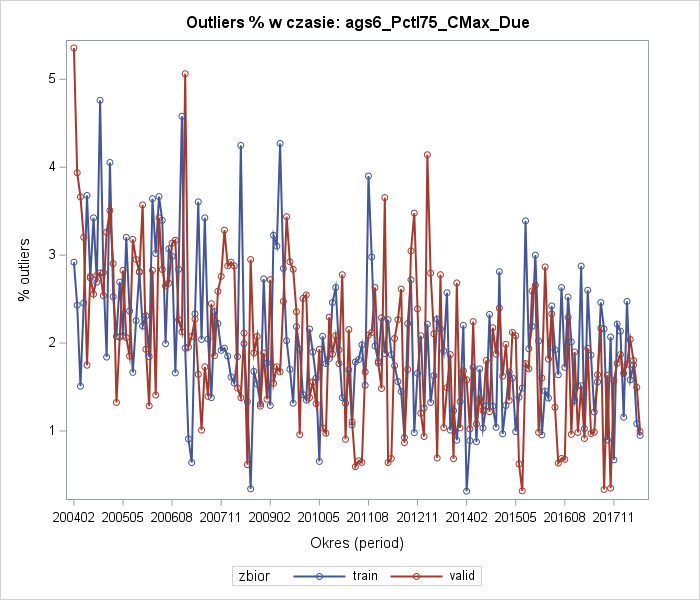 Outliers % w czasie: ags6_Pctl75_CMax_Due
% outliers
5
4
3
2
1
200402 200505 200608 200711 200902 201005 201108 201211 201402 201505 201608 201711
Okres (period)
zbior train valid